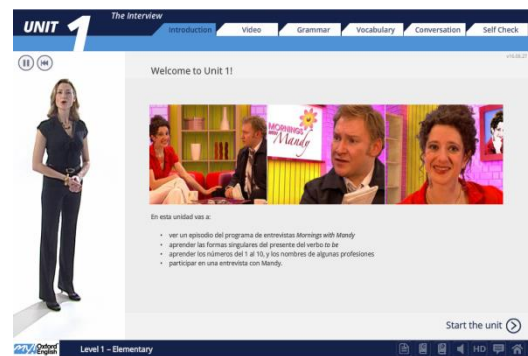 The Interview
UNIT 1
Introduction Video Grammar Vocabulary Conversation Self Check
Welcome to Unit 1!
MORNINGS
with
Mandy
En esta unidad vas a:
• ver un episodio del programa de entrevistas Mornings with Mandy
• aprender las formas singulares del presente del verbo to be
• aprender los números del 1 al 10, y los nombres de algunas profesiones
• participar en una entrevista con Mandy.
Start the unit
Oxford
English
Level 1 – Elementary
HD